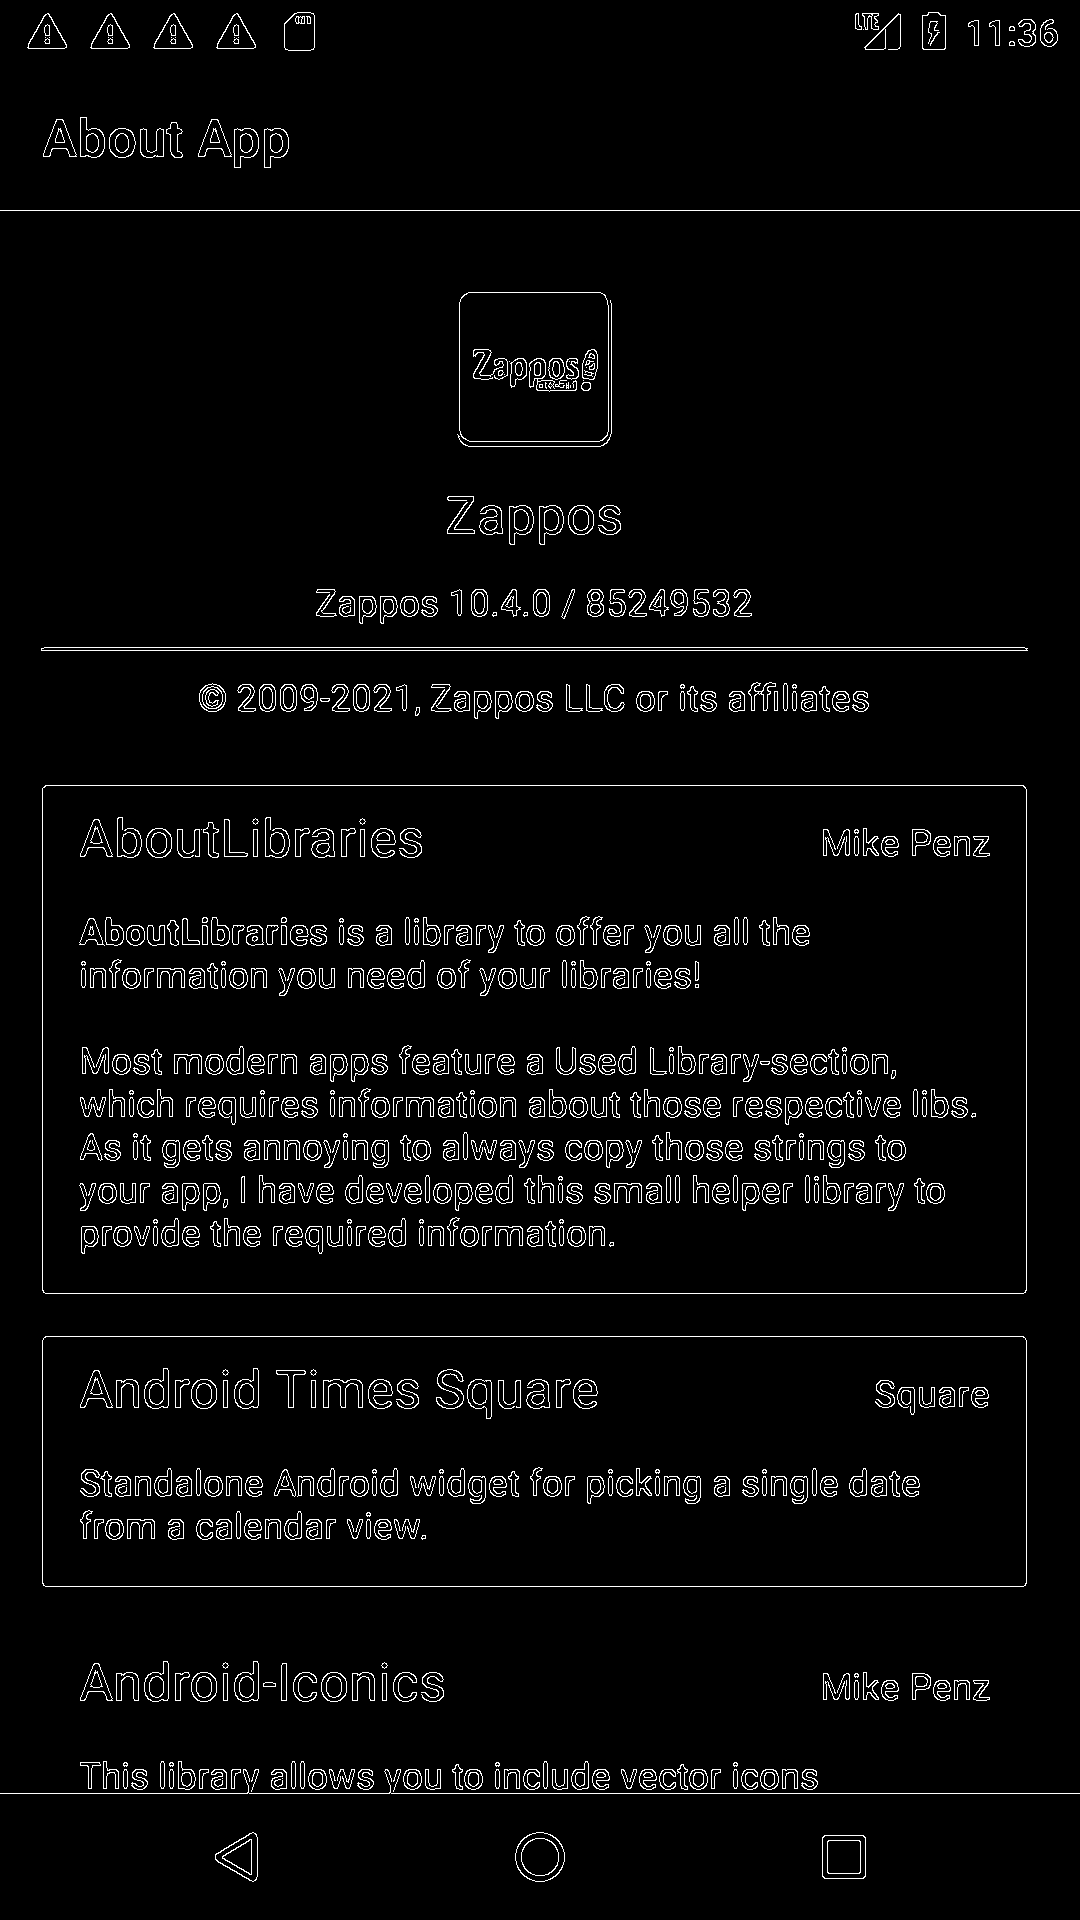 LTE 11:36
About App
Zappos!
Zappos
Zappos 10.4.0 / 85249532
© 2009-2021, Zappos LLC or its affiliates
AboutLibraries Mike Penz
AboutLibraries is a library to offer you all the
information you need of your libraries!
Most modern apps feature a Used Library-section,
which requires information about those respective libs.
As it gets annoying to always copy those strings to
your app, I have developed this small helper library to
provide the required information.
Android Times Square Square
Standalone Android widget for picking a single date
from a calendar view.
Android-Iconics Mike Penz
This library allows you to include vector icons